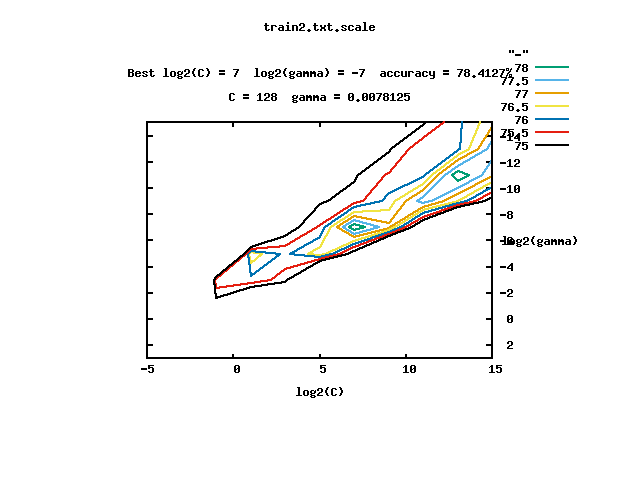 train2.txt.scale
"-"
Best log2(C) = 7 log2(gamma) = -7 accuracy = 78.4127%
78
77.5
77
76.5
76
75.5
75
C = 128 gamma = 0.0078125
-14
-12
-10
-8
-6
log2(gamma)
-4
-2
0
2
-5 0 5 10 15
log2(C)